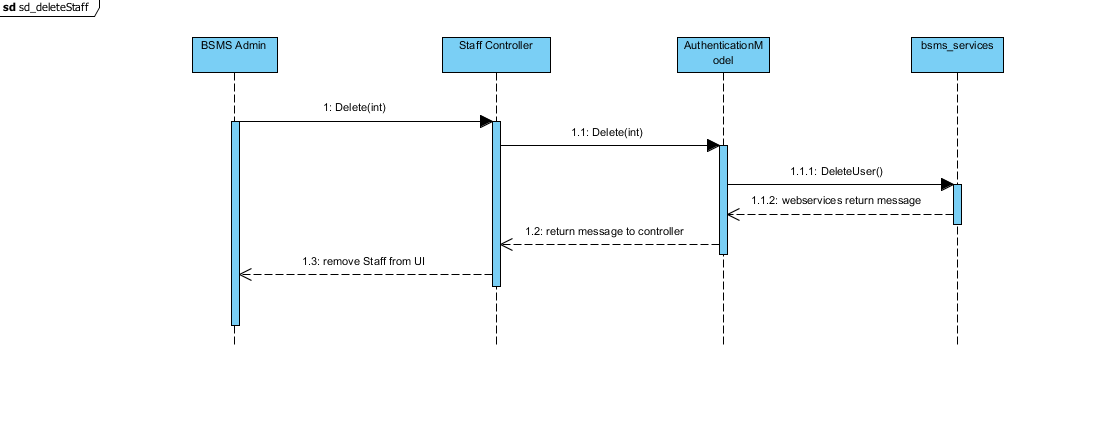 sd sd_deleteStaff
BSMS Admin
Staff Controller
AuthenticationM
odel
bsms_services
1: Delete(int)
1.1: Delete(int)
1.1.1: DeleteUser()
1.1.2: webservices return message
1.2: return message to controller
1.3: remove Staff from UI